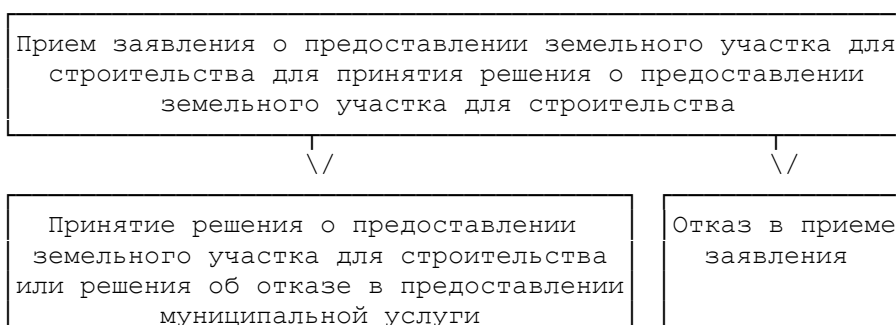 Прием заявления о предоставлении земельного участка для
строительства для принятия решения о предоставлении
земельного участка для строительства
\/ \/
Принятие решения о предоставлении
земельного участка для строительства
или решения об отказе в предоставлении
муниципальной услуги
Отказ в приеме
заявления